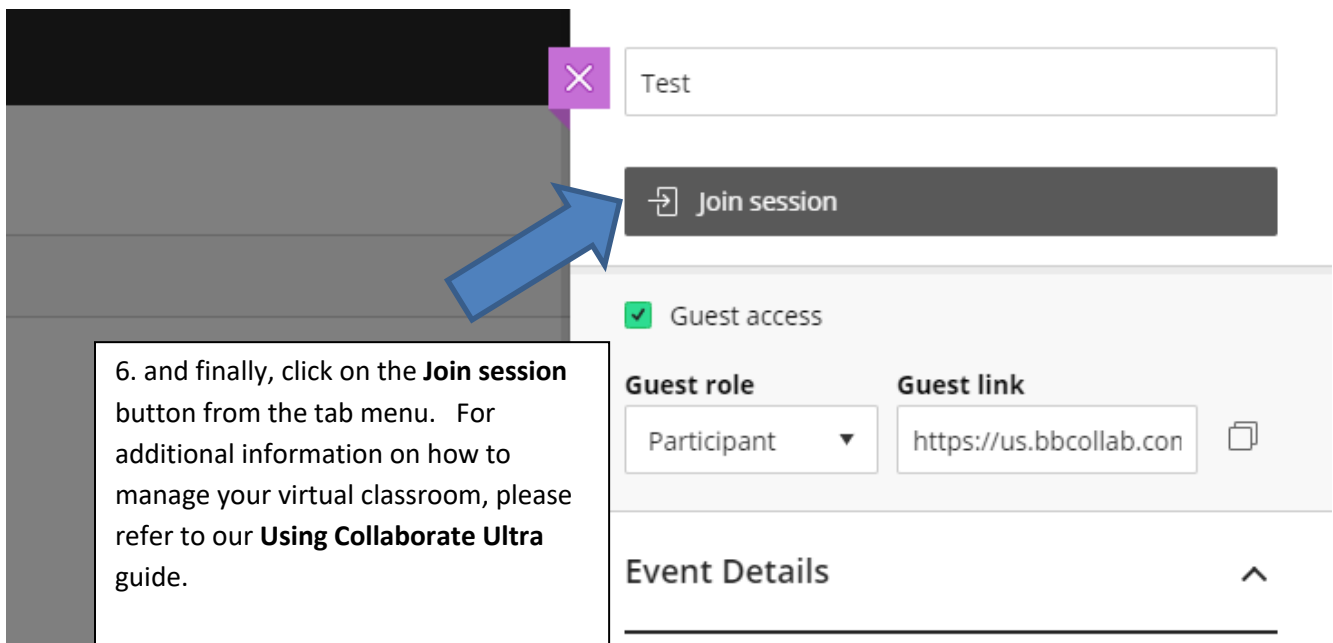 Test
Join session
Guest access
Guest role Guest link
Participant https://us.bbcollab.con
6. and finally, click on the Join session
button from the tab menu. For
additional information on how to
manage your virtual classroom, please
refer to our Using Collaborate Ultra
guide.
Event Details